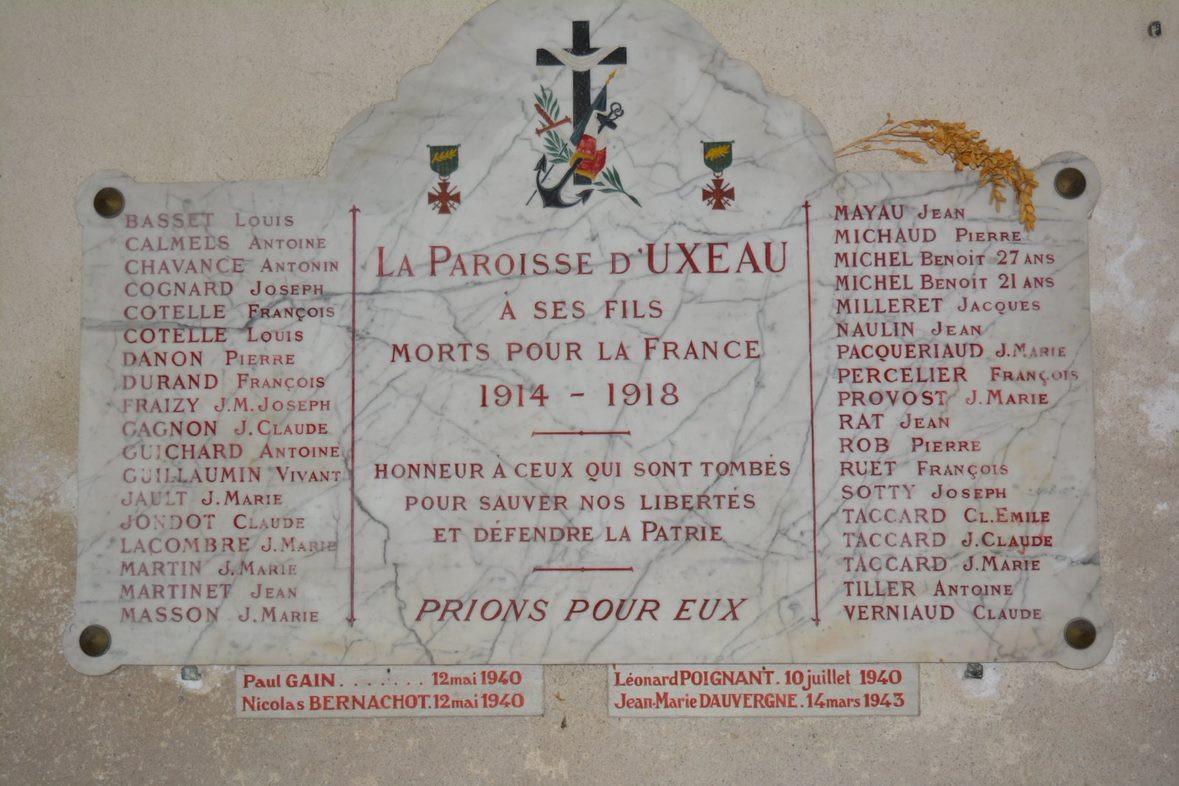 BASSET LOUIS
CALMELS ANTOINE
CHAVANCE ANTONIN
COGNARD JOSEPH
COTELLE FRANÇOIS
COTELLE LOUIS
DANON PIERRE
DURAND FRANÇOIS
FRAIZY J.M.JOSEPH
GAGNON J.CLAUDE
GUICHARD ANTOINE
GUILLAUMIN VIVANT
JAULT J.MARIE
JONDOT CLAUDE
LACOMBRE J.MARIE
MARTIN J.MARIE
MARTINET JEAN
MASSON J.MARIE
LA PAROISSE D'UXEAU
À SES FILS
MORTS POUR LA FRANCE
1914 - 1918
HONNEUR À CEUX QUI SONT TOMBÉS
POUR SAUVER NOS LIBERTÉS
ET DÉFENDRE LA PATRIE
PRIONS POUR EUX
MAYAU JEAN
MICHAUD PIERRE
MICHEL BENOIT 27 ANS
MICHEL BENOIT 21 ANS
MILLERET JACQUES
NAULIN JEAN
PACQUERIAUD J.MARIE
PERCELIER FRANÇOIS
PROVOST J.MARIE
RAT JEAN
ROB PIERRE
RUET FRANÇOIS
SOTTY JOSEPH
TACCARD CL.EMILE
TACCARD J.CLAUDE
TACCARD J.MARIE
TILLER ANTOINE
VERNIAUD CLAUDE
Paul GAIN . . . . . . . 12 mai 1940
Nicolas BERNACHOT. 12 mai 1940
Léonard POIGNANT. 10 juillet 1940
Jean-Marie DAUVERGNE. 14 mars 1943